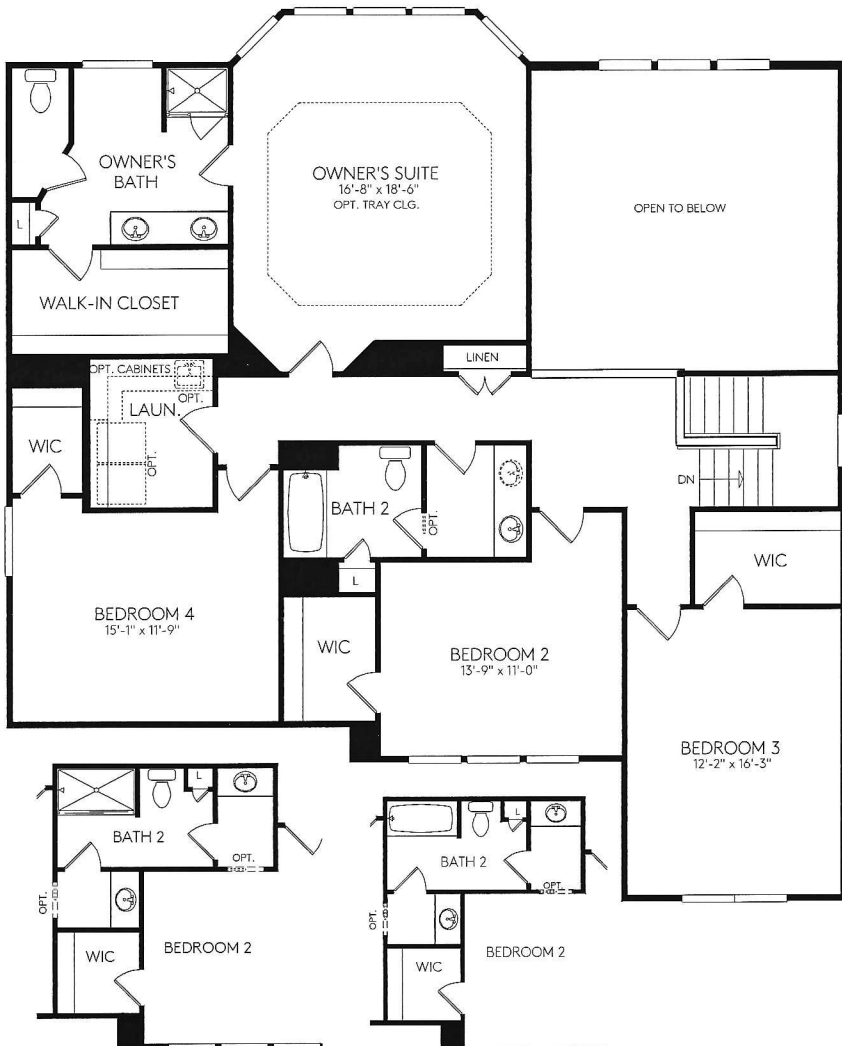 OWNER'S
BATH
OWNER'S SUITE
16'-8" x 18'-6"
OPT. TRAY CLG.
OPEN TO BELOW
L
WALK-IN CLOSET
LINEN
OPT. CABINETS
OPT.
LAUN.
OPT.
WIC
BATH 2
OPT.
DN
L
WIC
BEDROOM 4
15'-1" x 11'-9"
WIC
BEDROOM 2
13'-9" x 11'-0"
BEDROOM 3
12'-2" x 16'-3"
L
BATH 2
OPT.
OPT.
WIC
BEDROOM 2
L
BATH 2
OPT.
OPT.
WIC
BEDROOM 2